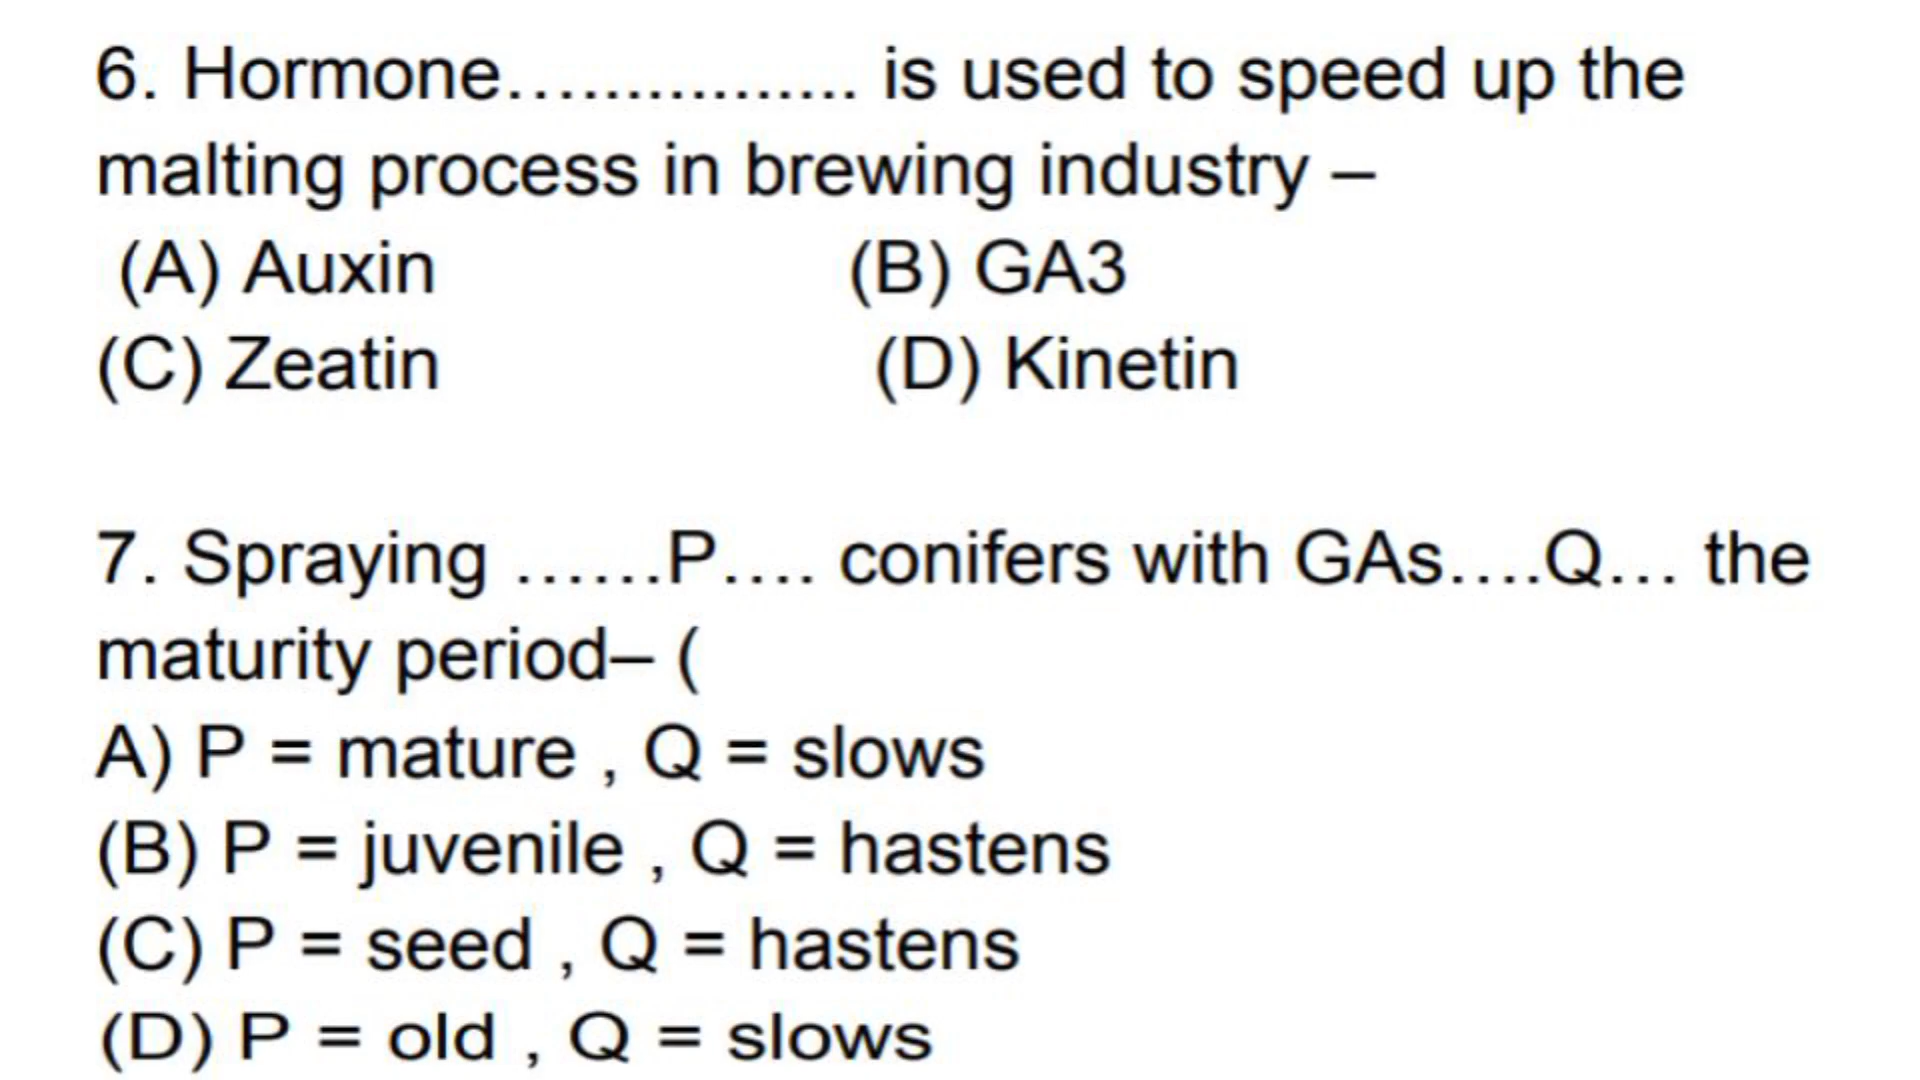 6. Hormone.................. is used to speed up the
malting process in brewing industry –
(A) Auxin (B) GA3
(C) Zeatin (D) Kinetin
7. Spraying ……P…. conifers with GAs….Q… the
maturity period– (
A) P = mature , Q = slows
(B) P = juvenile , Q = hastens
(C) P = seed , Q = hastens
(D) P = old , Q = slows